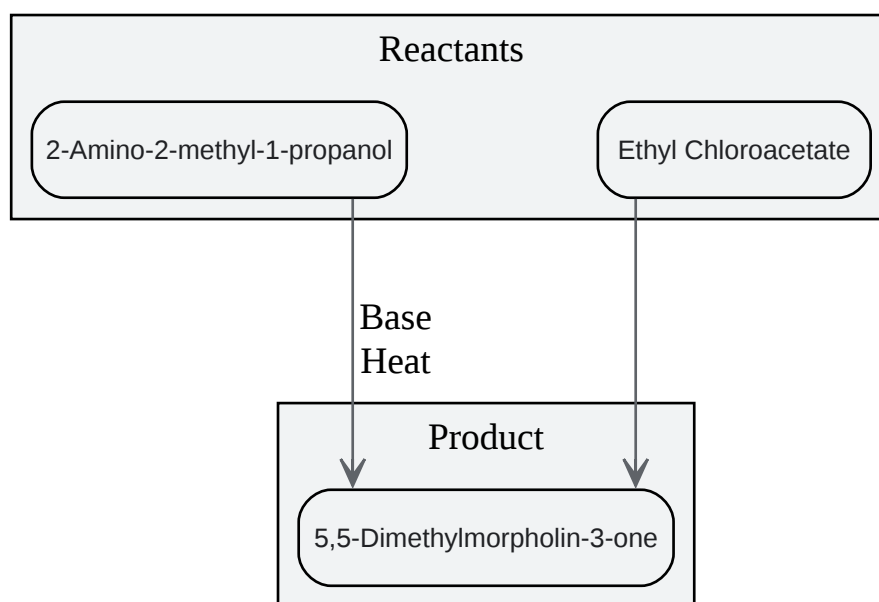 Reactants
2-Amino-2-methyl-1-propanol
Ethyl Chloroacetate
Base
Heat
Product
5,5-Dimethylmorpholin-3-one